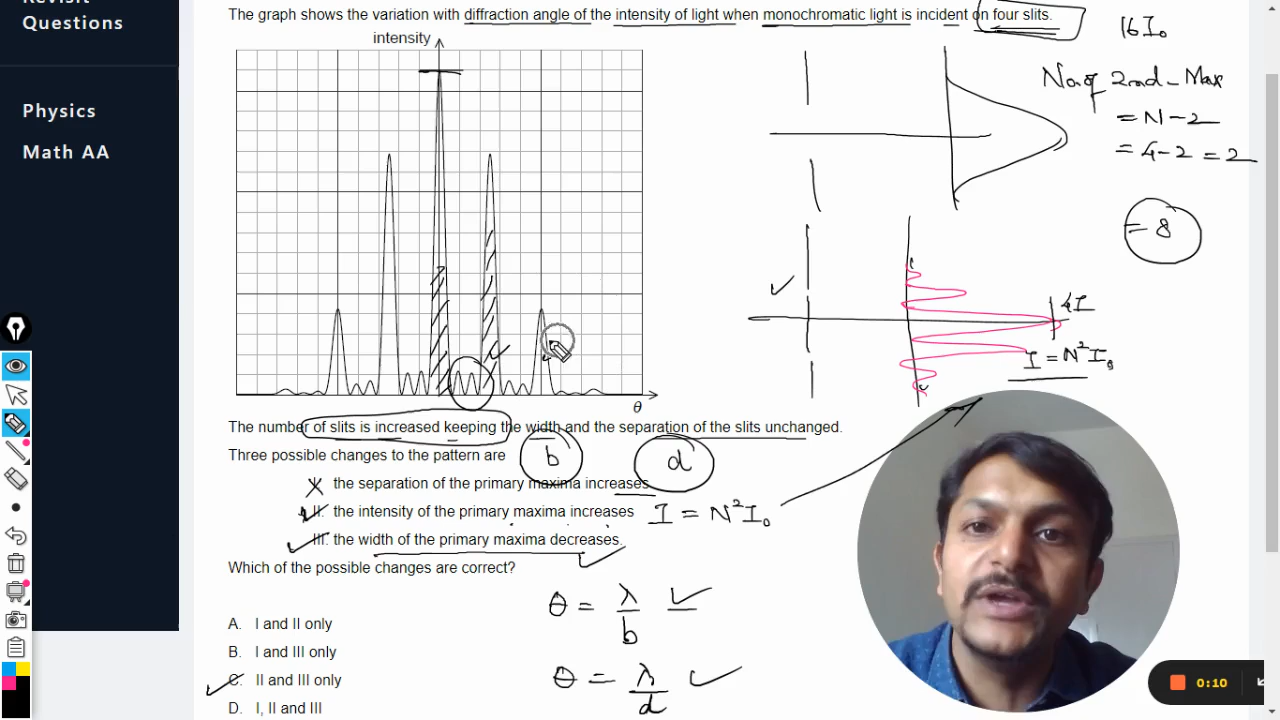 Revisit
Questions
Physics
Math AA
The graph shows the variation with diffraction angle of the intensity of light when monochromatic light is incident on four slits.
intensity
θ
16I₀
No of 2nd - Max
= N-2
= 4-2 = 2
= 8
4I
I = N²I₀
The number of slits is increased keeping the width and the separation of the slits unchanged.
b
d
Three possible changes to the pattern are
the separation of the primary maxima increases
II. the intensity of the primary maxima increases
I = N²I₀
III. the width of the primary maxima decreases.
Which of the possible changes are correct?
θ = λ/b
θ = λ/d
A. I and II only
B. I and III only
C. II and III only
D. I, II and III
0:10